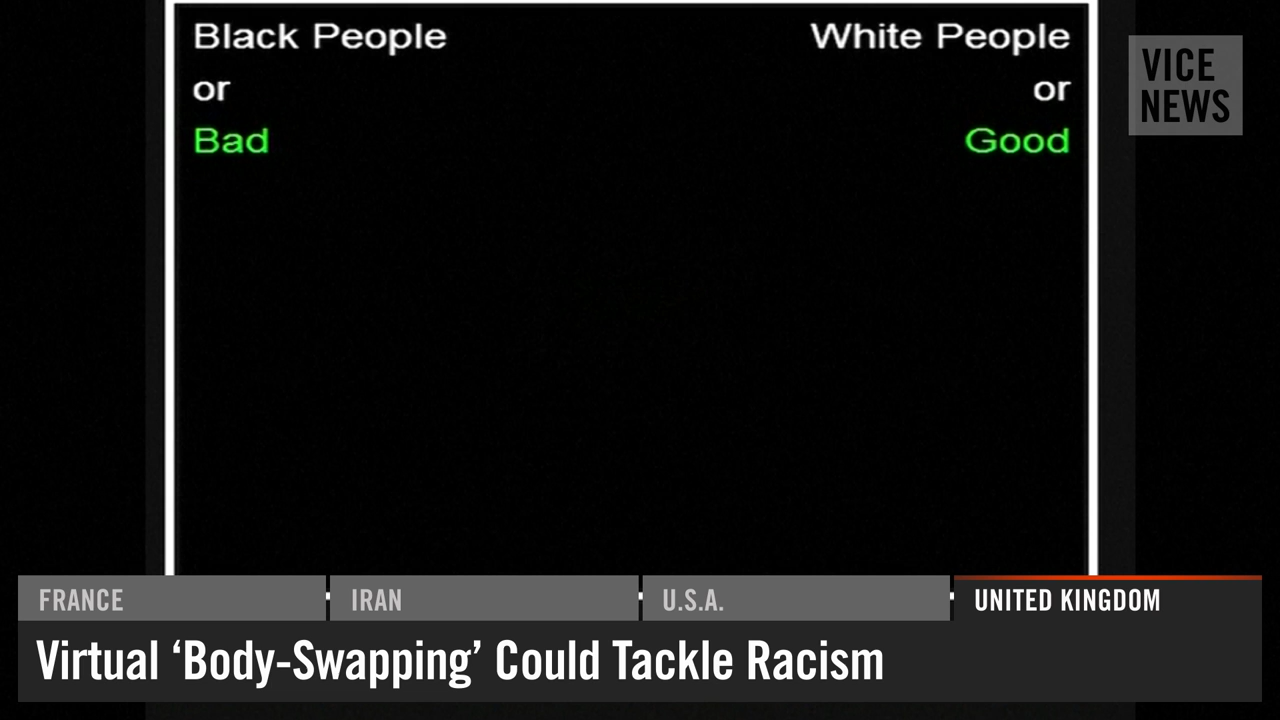 Black People
or
Bad
White People
or
Good
VICE
NEWS
FRANCE
IRAN
U.S.A.
UNITED KINGDOM
Virtual ‘Body-Swapping’ Could Tackle Racism